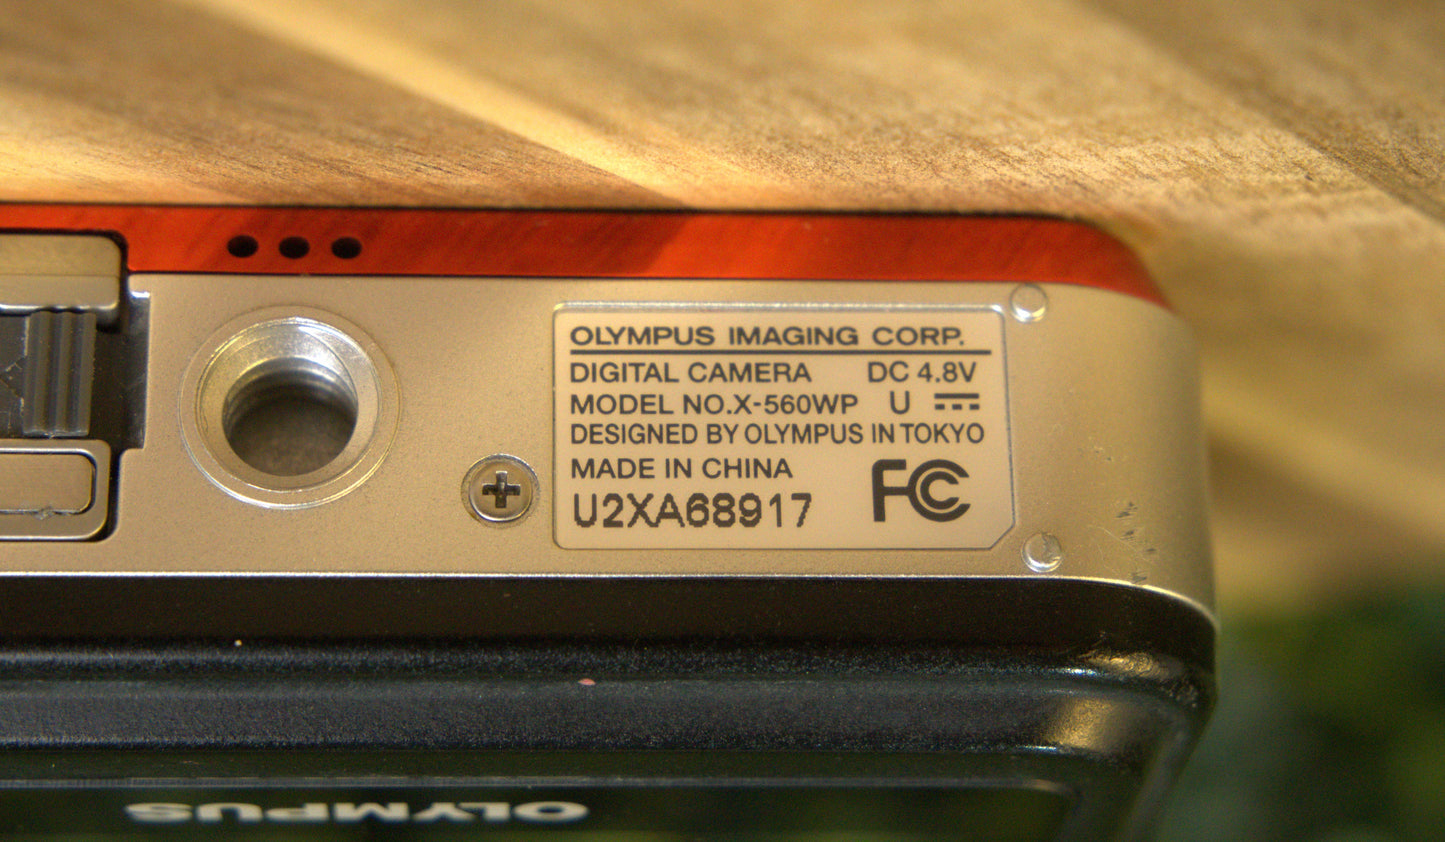 OLYMPUS IMAGING CORP.
DIGITAL CAMERA DC 4.8V
MODEL NO.X-560WP U
DESIGNED BY OLYMPUS IN TOKYO
MADE IN CHINA
U2XA68917 FC
OLYMPUS